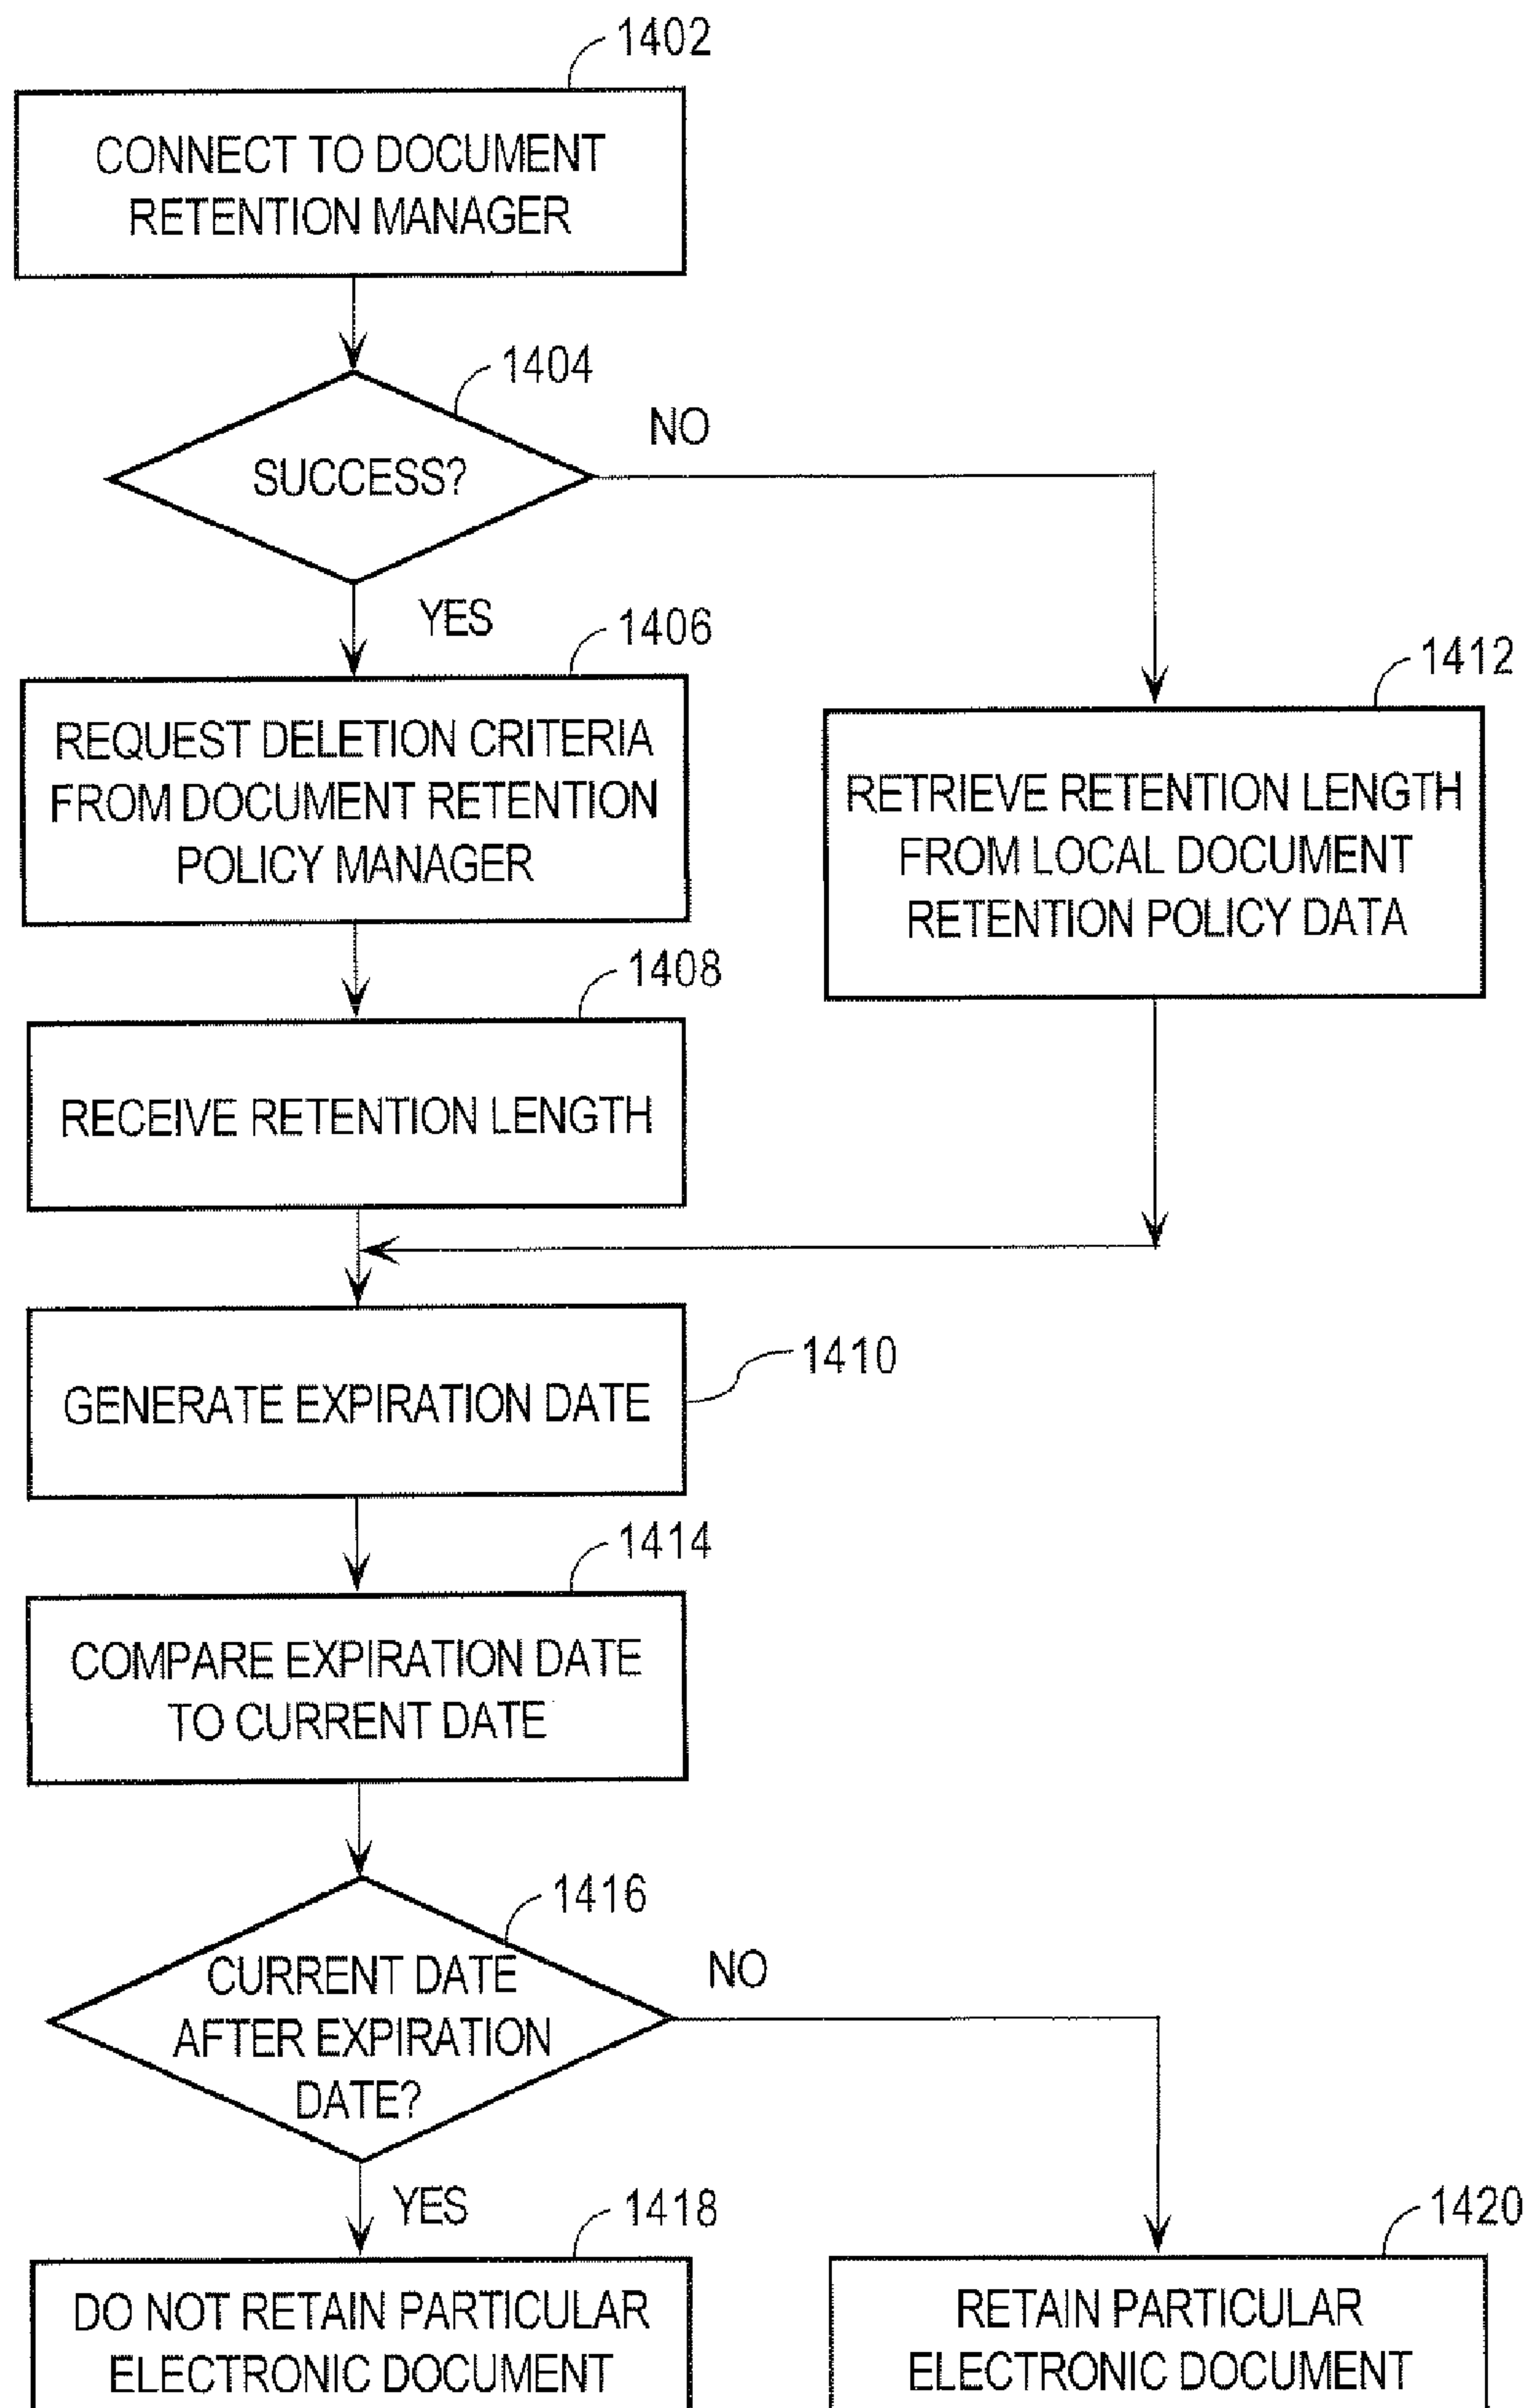 1402
CONNECT TO DOCUMENT
RETENTION MANAGER
1404
SUCCESS?
NO
YES
1406
REQUEST DELETION CRITERIA
FROM DOCUMENT RETENTION
POLICY MANAGER
1412
RETRIEVE RETENTION LENGTH
FROM LOCAL DOCUMENT
RETENTION POLICY DATA
1408
RECEIVE RETENTION LENGTH
GENERATE EXPIRATION DATE
1410
1414
COMPARE EXPIRATION DATE
TO CURRENT DATE
1416
CURRENT DATE
AFTER EXPIRATION
DATE?
NO
YES
1418
DO NOT RETAIN PARTICULAR
ELECTRONIC DOCUMENT
1420
RETAIN PARTICULAR
ELECTRONIC DOCUMENT